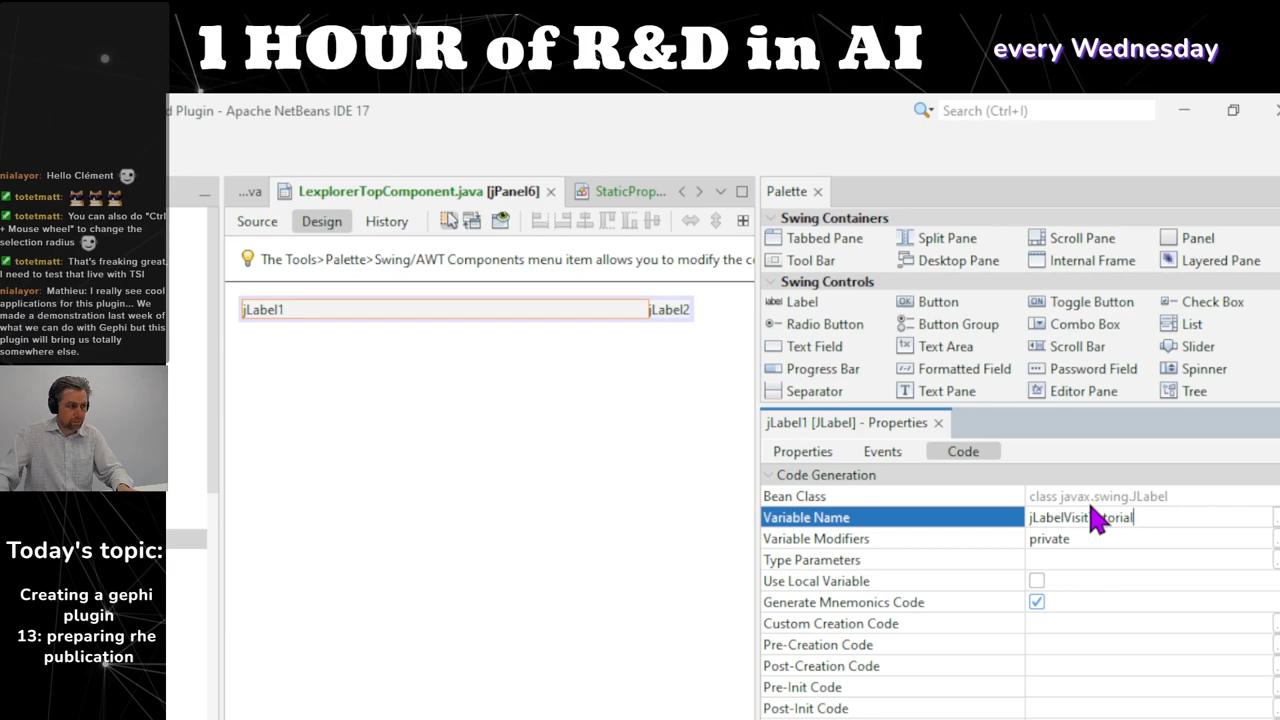 1 HOUR of R&D in AI
every Wednesday
d Plugin - Apache NetBeans IDE 17
Search (Ctrl+I)
nialayor: Hello Clément
totetmatt:
totetmatt: You can also do "Ctrl
+ Mouse wheel" to change the
selection radius
totetmatt: That's freaking great,
I need to test that live with TSI
nialayor: Mathieu: I really see cool
applications for this plugin... We
made a demonstration last week of
what we can do with Gephi but this
plugin will bring us totally
somewhere else.
Today's topic:
Creating a gephi
plugin
13: preparing rhe
publication
...va
LexplorerTopComponent.java [jPanel6]
StaticProp...
Source Design History
The Tools>Palette>Swing/AWT Components menu item allows you to modify the co
jLabel1
jLabel2
Palette
Swing Containers
Tabbed Pane Split Pane Scroll Pane Panel
Tool Bar Desktop Pane Internal Frame Layered Pane
Swing Controls
Label Button Toggle Button Check Box
Radio Button Button Group Combo Box List
Text Field Text Area Scroll Bar Slider
Progress Bar Formatted Field Password Field Spinner
Separator Text Pane Editor Pane Tree
jLabel1 [JLabel] - Properties
Properties Events Code
Code Generation
Bean Class class javax.swing.JLabel
Variable Name
Variable Modifiers private
Type Parameters
Use Local Variable
Generate Mnemonics Code
Custom Creation Code
Pre-Creation Code
Post-Creation Code
Pre-Init Code
Post-Init Code